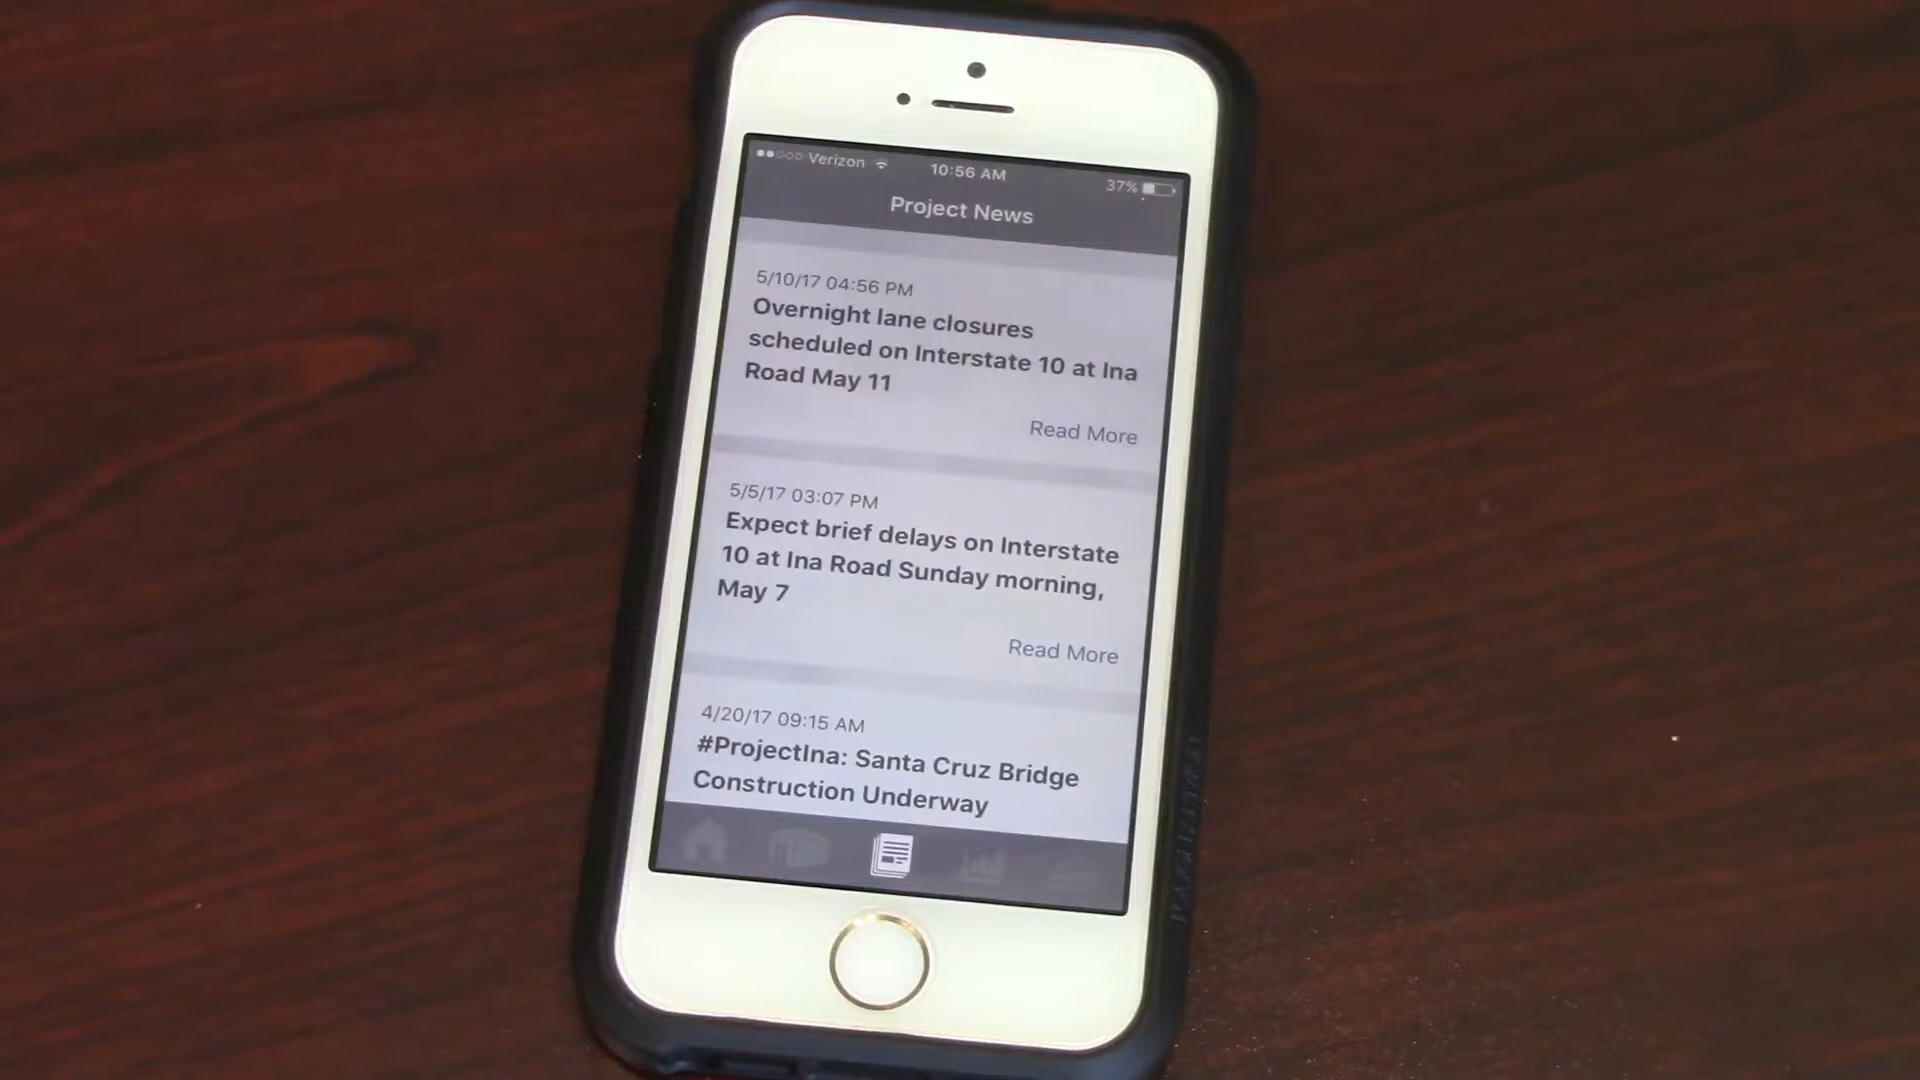 Verizon 10:56 AM 37%
Project News
5/10/17 04:56 PM
Overnight lane closures
scheduled on Interstate 10 at Ina
Road May 11
Read More
5/5/17 03:07 PM
Expect brief delays on Interstate
10 at Ina Road Sunday morning,
May 7
Read More
4/20/17 09:15 AM
#ProjectIna: Santa Cruz Bridge
Construction Underway